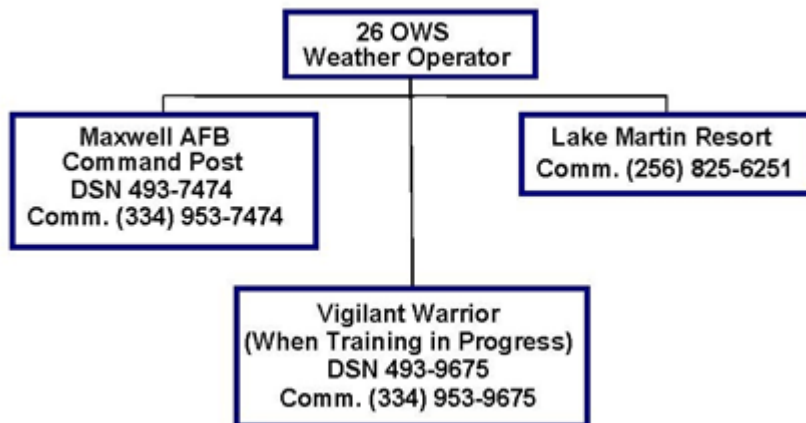 26 OWS
Weather Operator
Maxwell AFB
Command Post
DSN 493-7474
Comm. (334) 953-7474
Lake Martin Resort
Comm. (256) 825-6251
Vigilant Warrior
(When Training in Progress)
DSN 493-9675
Comm. (334) 953-9675